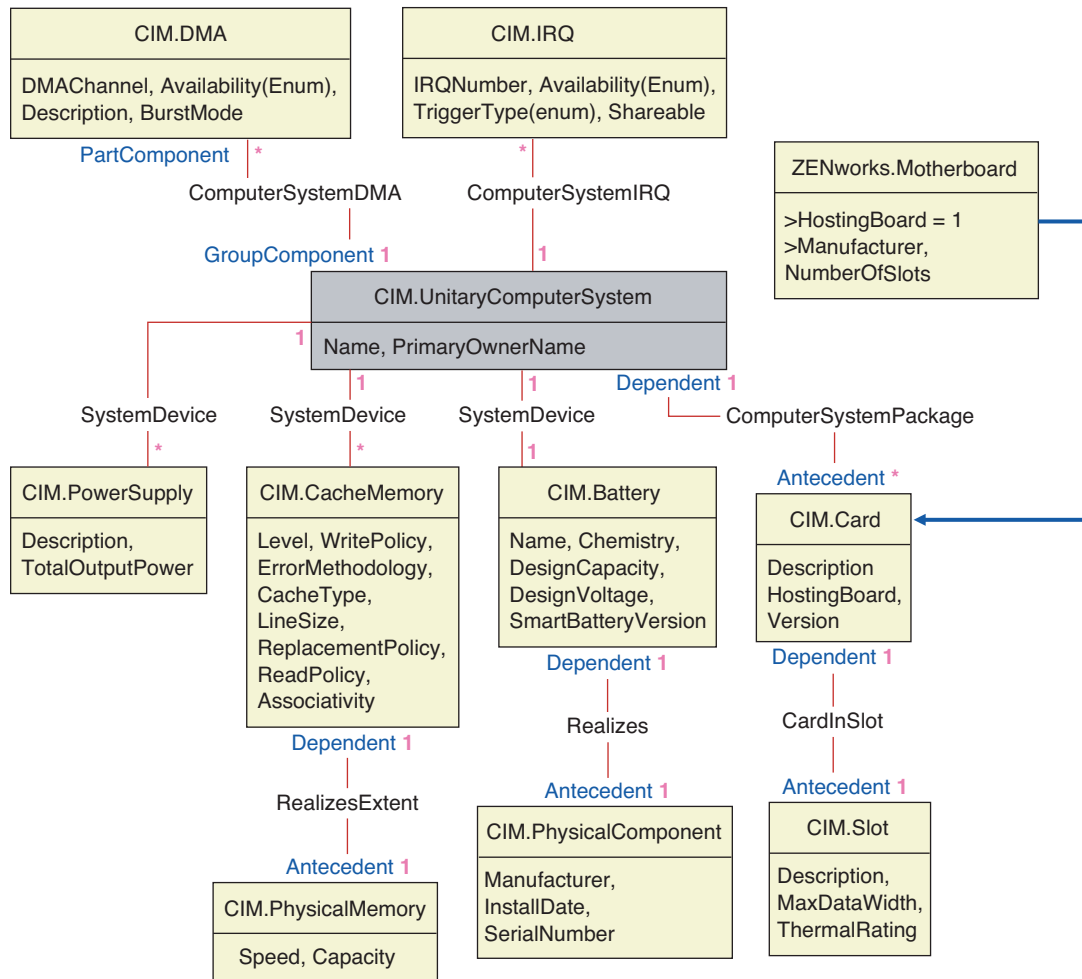 CIM.DMA
DMAChannel, Availability(Enum),
Description, BurstMode
CIM.IRQ
IRQNumber, Availability(Enum),
TriggerType(enum), Shareable
PartComponent *
*
ComputerSystemDMA
ComputerSystemIRQ
GroupComponent 1
1
ZENworks.Motherboard
>HostingBoard = 1
>Manufacturer,
NumberOfSlots
CIM.UnitaryComputerSystem
Name, PrimaryOwnerName
1
1
1
Dependent 1
SystemDevice
SystemDevice
SystemDevice
ComputerSystemPackage
*
*
1
Antecedent *
CIM.PowerSupply
Description,
TotalOutputPower
CIM.CacheMemory
Level, WritePolicy,
ErrorMethodology,
CacheType,
LineSize,
ReplacementPolicy,
ReadPolicy,
Associativity
CIM.Battery
Name, Chemistry,
DesignCapacity,
DesignVoltage,
SmartBatteryVersion
CIM.Card
Description
HostingBoard,
Version
Dependent 1
RealizesExtent
Antecedent 1
Dependent 1
Realizes
Antecedent 1
Dependent 1
CardInSlot
Antecedent 1
CIM.PhysicalMemory
Speed, Capacity
CIM.PhysicalComponent
Manufacturer,
InstallDate,
SerialNumber
CIM.Slot
Description,
MaxDataWidth,
ThermalRating